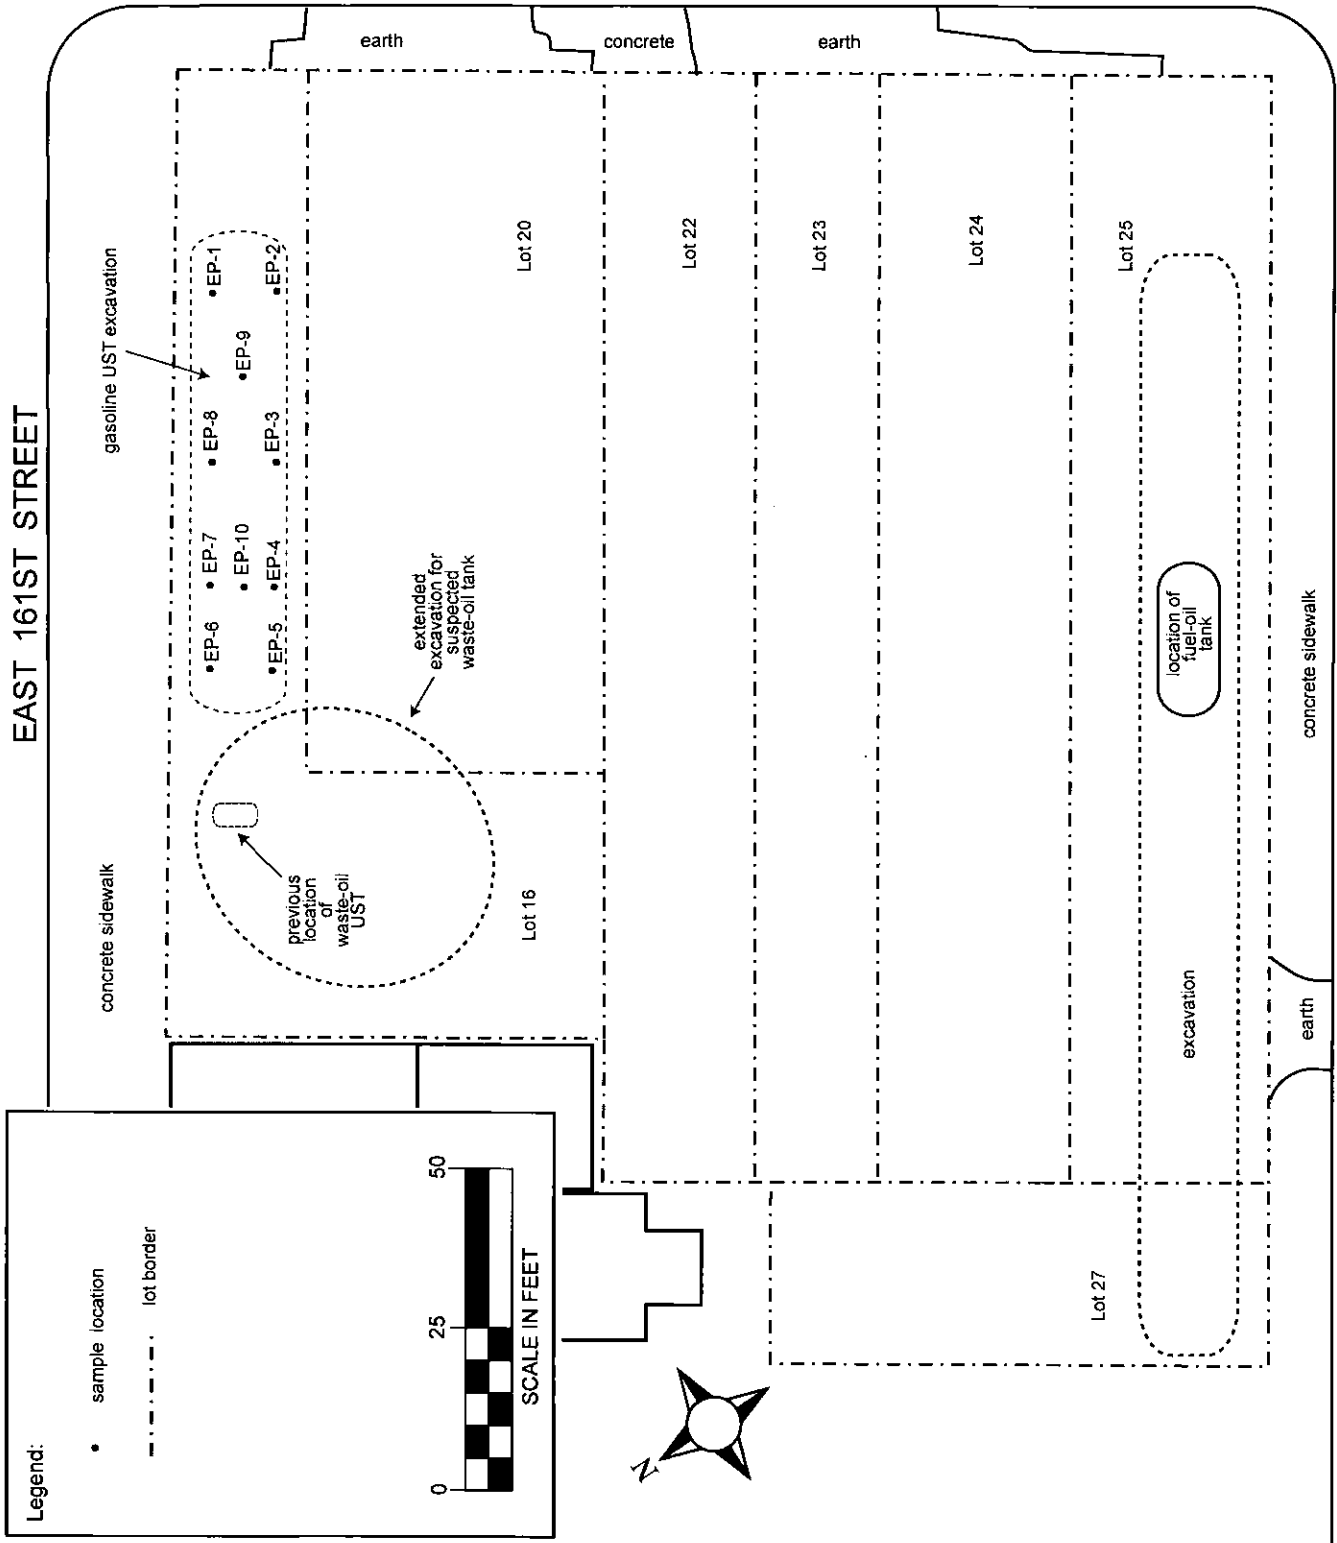 EAST 161ST STREET
concrete sidewalk
gasoline UST excavation
earth
concrete
earth
EP-6
EP-7
EP-8
EP-1
EP-10
EP-9
EP-5
EP-4
EP-3
EP-2
previous
location
of
waste-oil
UST
extended
excavation for
suspected
waste-oil tank
Lot 16
Lot 20
Lot 22
Lot 23
Lot 24
Lot 25
Lot 27
excavation
location of
fuel-oil
tank
earth
concrete sidewalk
Legend:
sample location
lot border
0 25 50
SCALE IN FEET
N